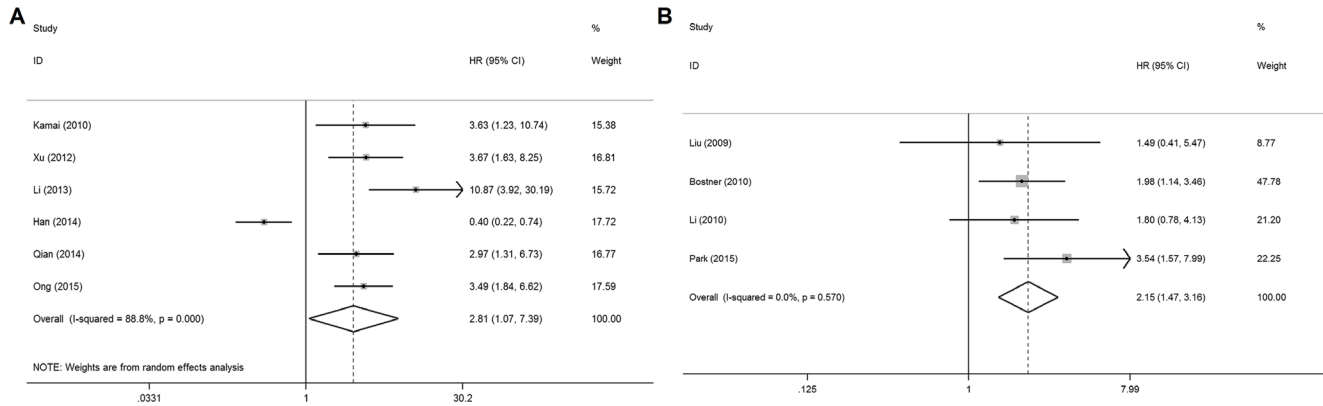 A
Study %
ID HR (95% CI) Weight
Kamai (2010) 3.63 (1.23, 10.74) 15.38
Xu (2012) 3.67 (1.63, 8.25) 16.81
Li (2013) 10.87 (3.92, 30.19) 15.72
Han (2014) 0.40 (0.22, 0.74) 17.72
Qian (2014) 2.97 (1.31, 6.73) 16.77
Ong (2015) 3.49 (1.84, 6.62) 17.59
Overall (I-squared = 88.8%, p = 0.000) 2.81 (1.07, 7.39) 100.00
NOTE: Weights are from random effects analysis
.0331 1 30.2
B
Study %
ID HR (95% CI) Weight
Liu (2009) 1.49 (0.41, 5.47) 8.77
Bostner (2010) 1.98 (1.14, 3.46) 47.78
Li (2010) 1.80 (0.78, 4.13) 21.20
Park (2015) 3.54 (1.57, 7.99) 22.25
Overall (I-squared = 0.0%, p = 0.570) 2.15 (1.47, 3.16) 100.00
.125 1 7.99